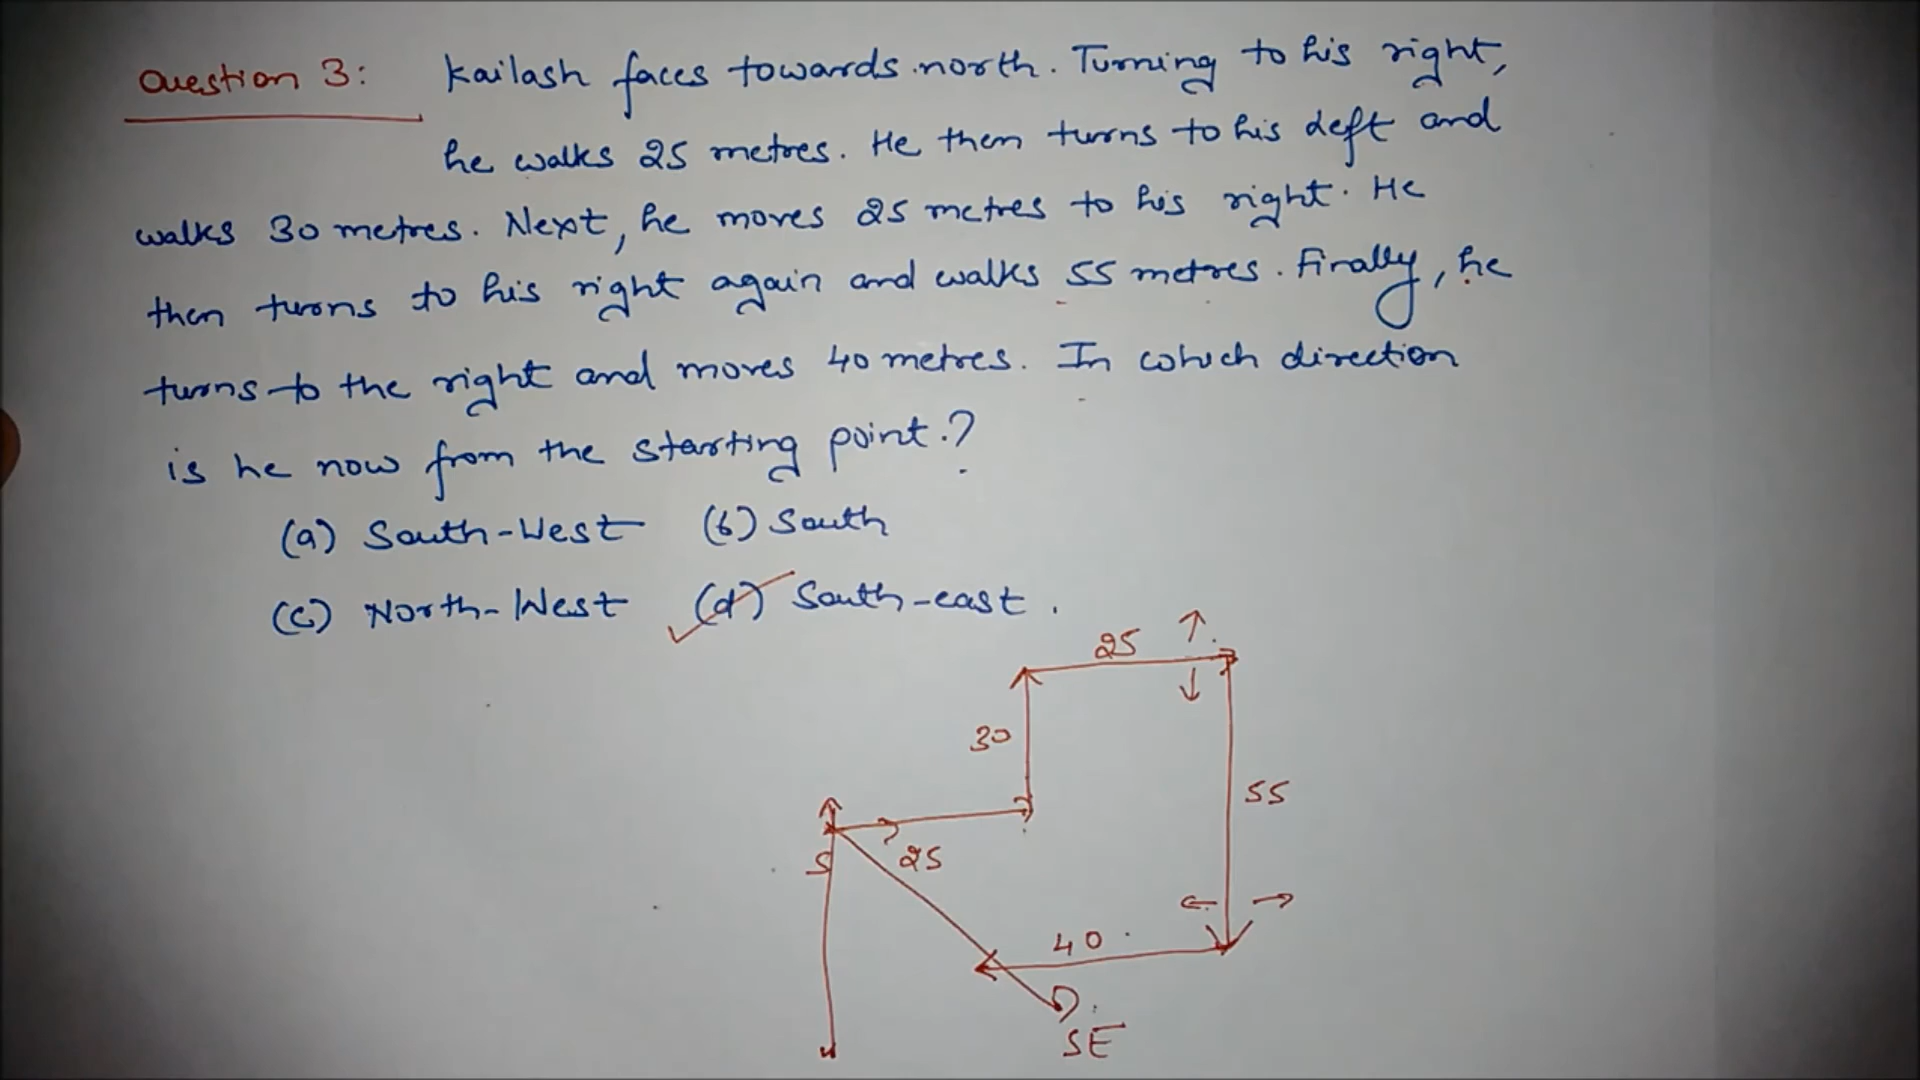 Question 3: Kailash faces towards north. Turning to his right,
he walks 25 metres. He then turns to his left and
walks 30 metres. Next, he moves 25 metres to his right. He
then turns to his right again and walks 55 metres. Finally, he
turns to the right and moves 40 metres. In which direction
is he now from the starting point.?
(a) South-West (b) South
(c) North-West (d) South-east.
25
30
55
S
25
40
SE